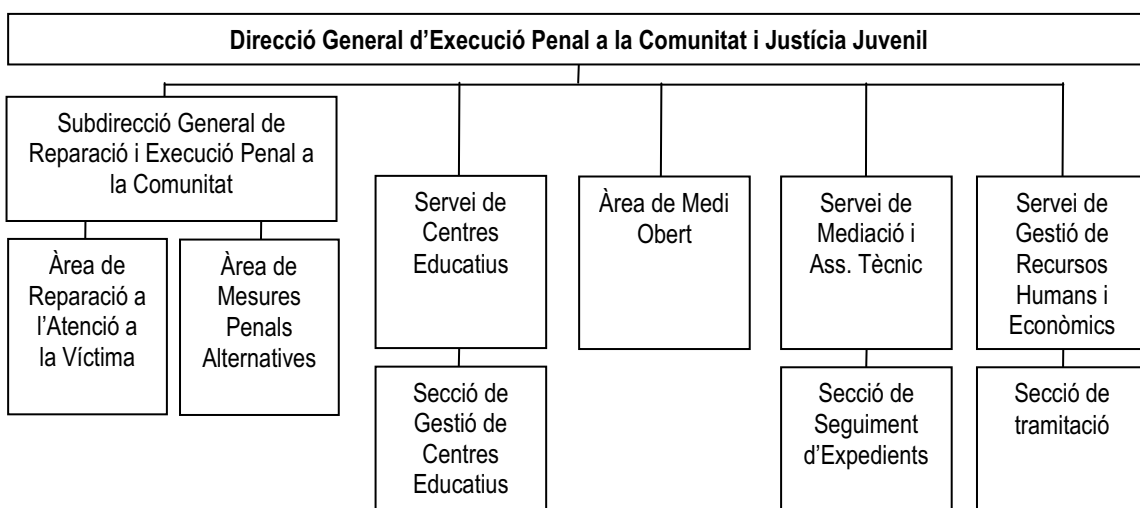 Direcció General d'Execució Penal a la Comunitat i Justícia Juvenil
Subdirecció General de
Reparació i Execució Penal a
la Comunitat
Servei de
Centres
Educatius
Àrea de Medi
Obert
Servei de
Mediació i
Ass. Tècnic
Servei de
Gestió de
Recursos
Humans i
Econòmics
Àrea de
Reparació a
l'Atenció a
la Víctima
Àrea de
Mesures
Penals
Alternatives
Secció de
Gestió de
Centres
Educatius
Secció de
Seguiment
d'Expedients
Secció de
tramitació